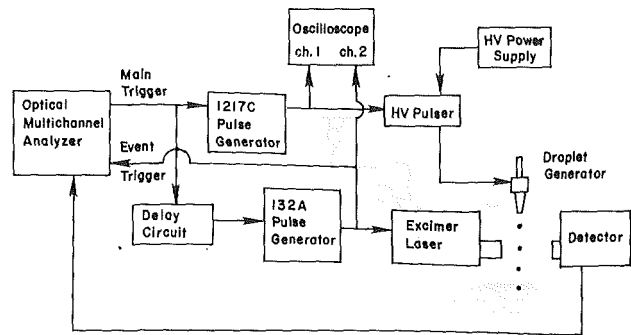 Oscilloscope
ch. 1 ch. 2
HV Power
Supply
Main
Trigger
Optical
Multichannel
Analyzer
1217C
Pulse
Generator
HV Pulser
Event
Trigger
Droplet
Generator
Delay
Circuit
132A
Pulse
Generator
Excimer
Laser
Detector